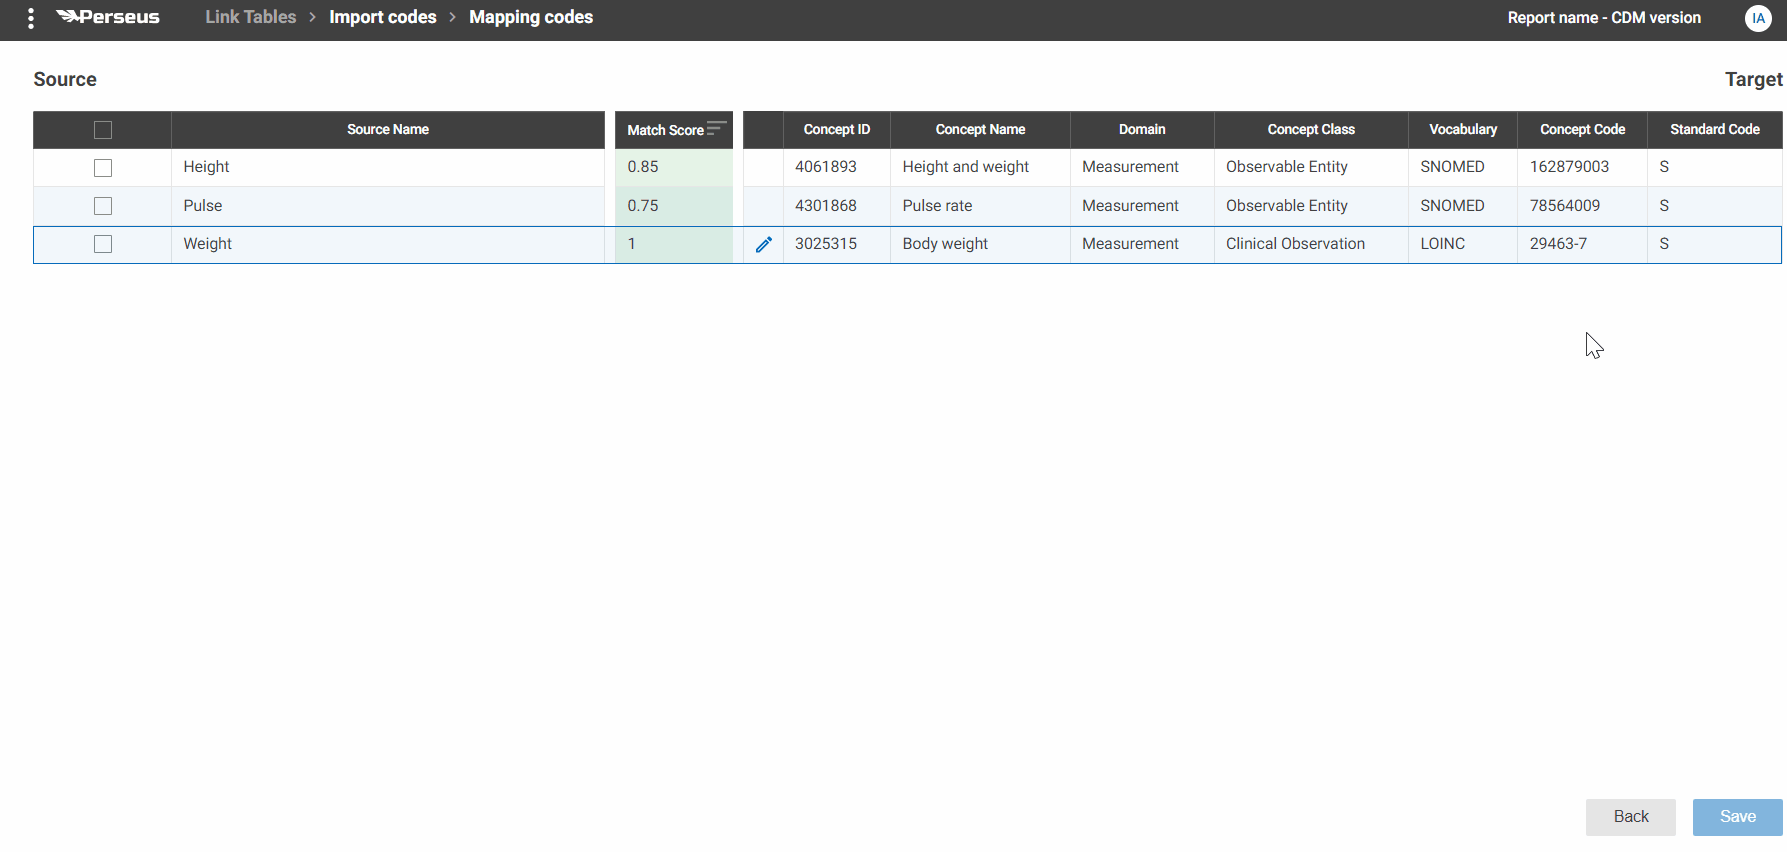 Perseus Link Tables > Import codes > Mapping codes Report name - CDM version IA
Source Target
Source Name Match Score Concept ID Concept Name Domain Concept Class Vocabulary Concept Code Standard Code
Height 0.85 4061893 Height and weight Measurement Observable Entity SNOMED 162879003 S
Pulse 0.75 4301868 Pulse rate Measurement Observable Entity SNOMED 78564009 S
Weight 1 3025315 Body weight Measurement Clinical Observation LOINC 29463-7 S
Back Save